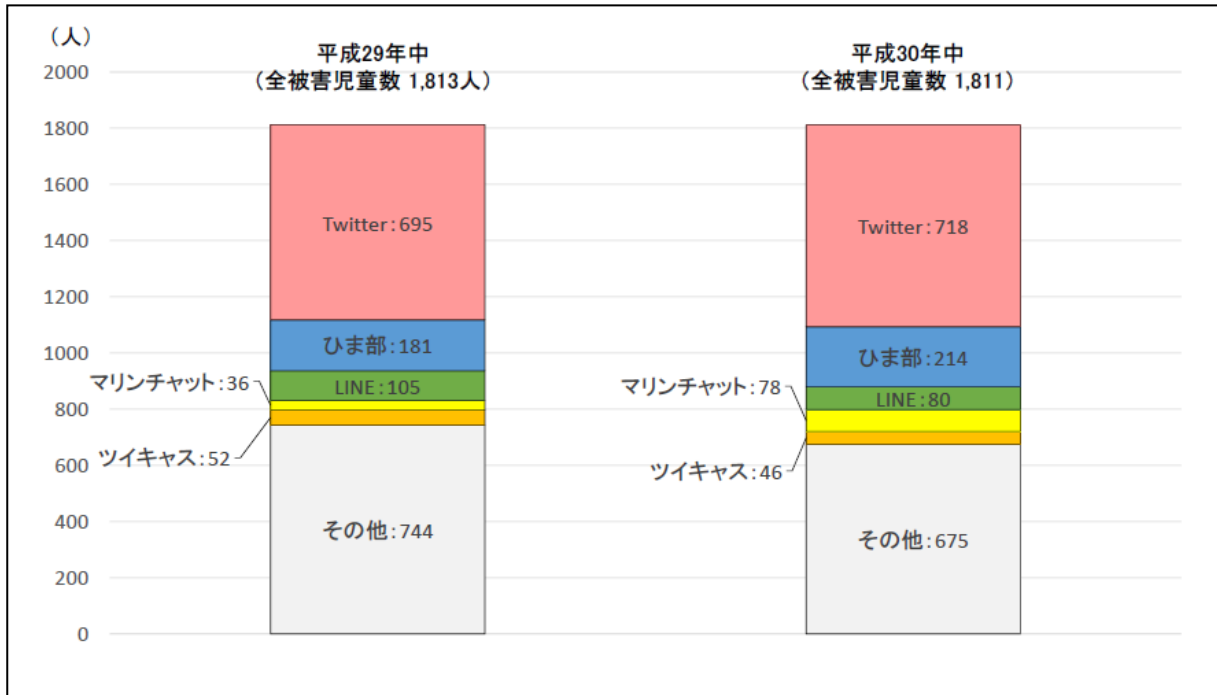 （人）
平成29年中
（全被害児童数 1,813人）
平成30年中
（全被害児童数 1,811）
2000
1800
1600
1400
1200
1000
800
600
400
200
0
Twitter：695
ひま部：181
マリンチャット：36
LINE：105
ツイキャス：52
その他：744
Twitter：718
ひま部：214
マリンチャット：78
LINE：80
ツイキャス：46
その他：675